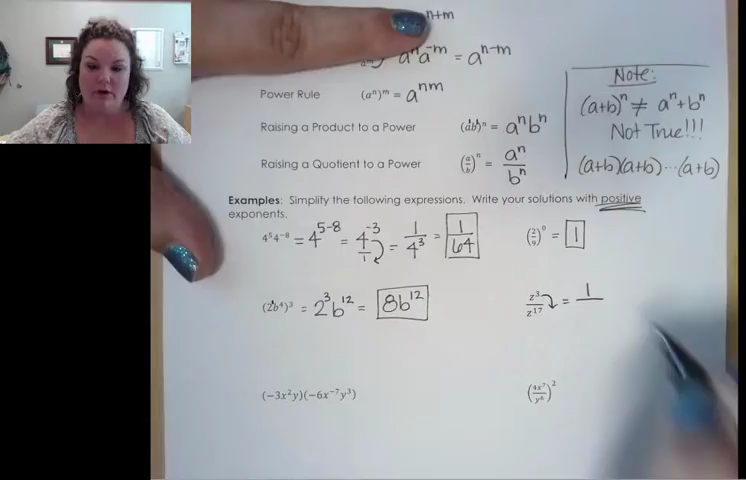 a^{n+m}
a^m a^n a^{-m} = a^{n-m}
Power Rule (a^n)^m = a^{nm}
Raising a Product to a Power (ab)^n = a^n b^n
Raising a Quotient to a Power (a/b)^n = a^n/b^n
Note:
(a+b)^n ≠ a^n + b^n
Not True!!!
(a+b)(a+b)...(a+b)
Examples: Simplify the following expressions. Write your solutions with positive
exponents.
4^5 4^{-8} = 4^{5-8} = 4^{-3}/1 = 1/4^3 = 1/64
(2/9)^0 = 1
(2b^4)^3 = 2^3 b^{12} = 8b^{12}
z^3/z^{17} = 1
(-3x^2y)(-6x^{-7}y^3)
(4x^7/y^6)^2